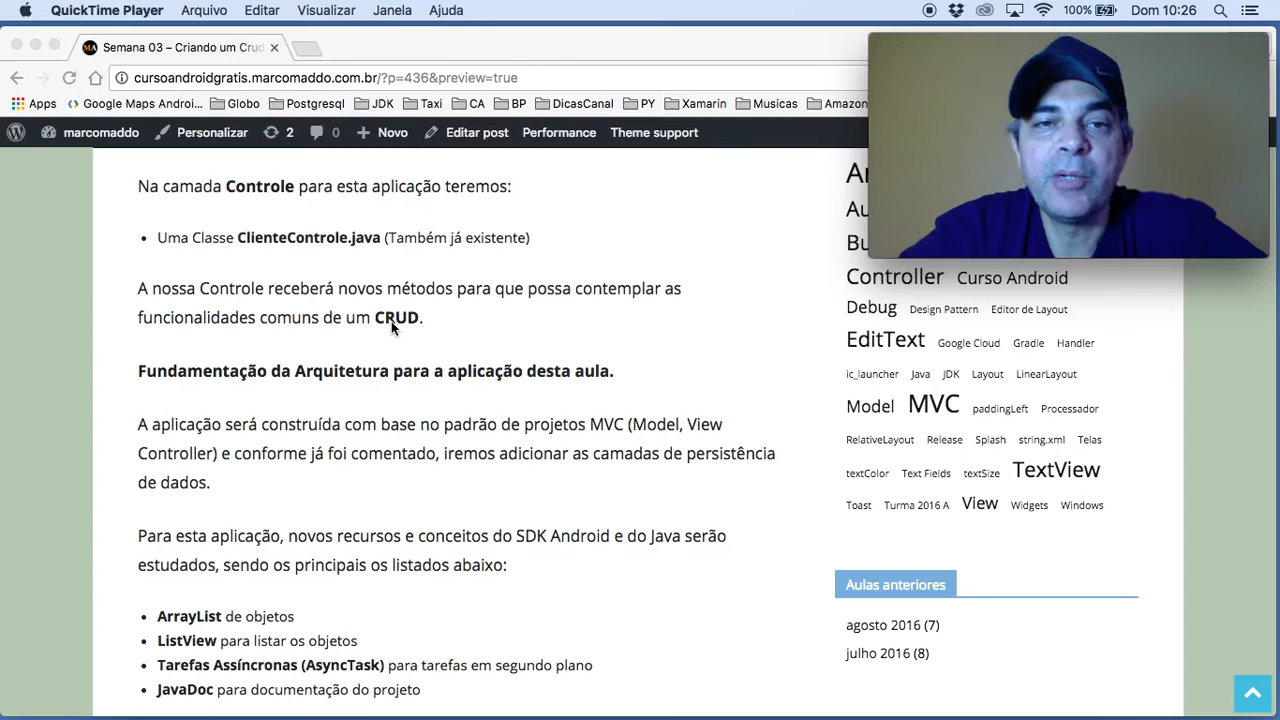 QuickTime Player Arquivo Editar Visualizar Janela Ajuda 100% Dom 10:26
MA Semana 03 – Criando um Crud
cursoandroidgratis.marcomaddo.com.br/?p=436&preview=true
Apps Google Maps Androi... Globo Postgresql JDK Taxi CA BP DicasCanal PY Xamarin Musicas Amazon
marcomaddo Personalizar 2 0 Novo Editar post Performance Theme support
Na camada Controle para esta aplicação teremos:
• Uma Classe ClienteControle.java (Também já existente)
A nossa Controle receberá novos métodos para que possa contemplar as
funcionalidades comuns de um CRUD.
Fundamentação da Arquitetura para a aplicação desta aula.
A aplicação será construída com base no padrão de projetos MVC (Model, View
Controller) e conforme já foi comentado, iremos adicionar as camadas de persistência
de dados.
Para esta aplicação, novos recursos e conceitos do SDK Android e do Java serão
estudados, sendo os principais os listados abaixo:
• ArrayList de objetos
• ListView para listar os objetos
• Tarefas Assíncronas (AsyncTask) para tarefas em segundo plano
• JavaDoc para documentação do projeto
Controller Curso Android
Debug Design Pattern Editor de Layout
EditText Google Cloud Gradle Handler
ic_launcher Java JDK Layout LinearLayout
Model MVC paddingLeft Processador
RelativeLayout Release Splash string.xml Telas
textColor Text Fields textSize TextView
Toast Turma 2016 A View Widgets Windows
Aulas anteriores
agosto 2016 (7)
julho 2016 (8)